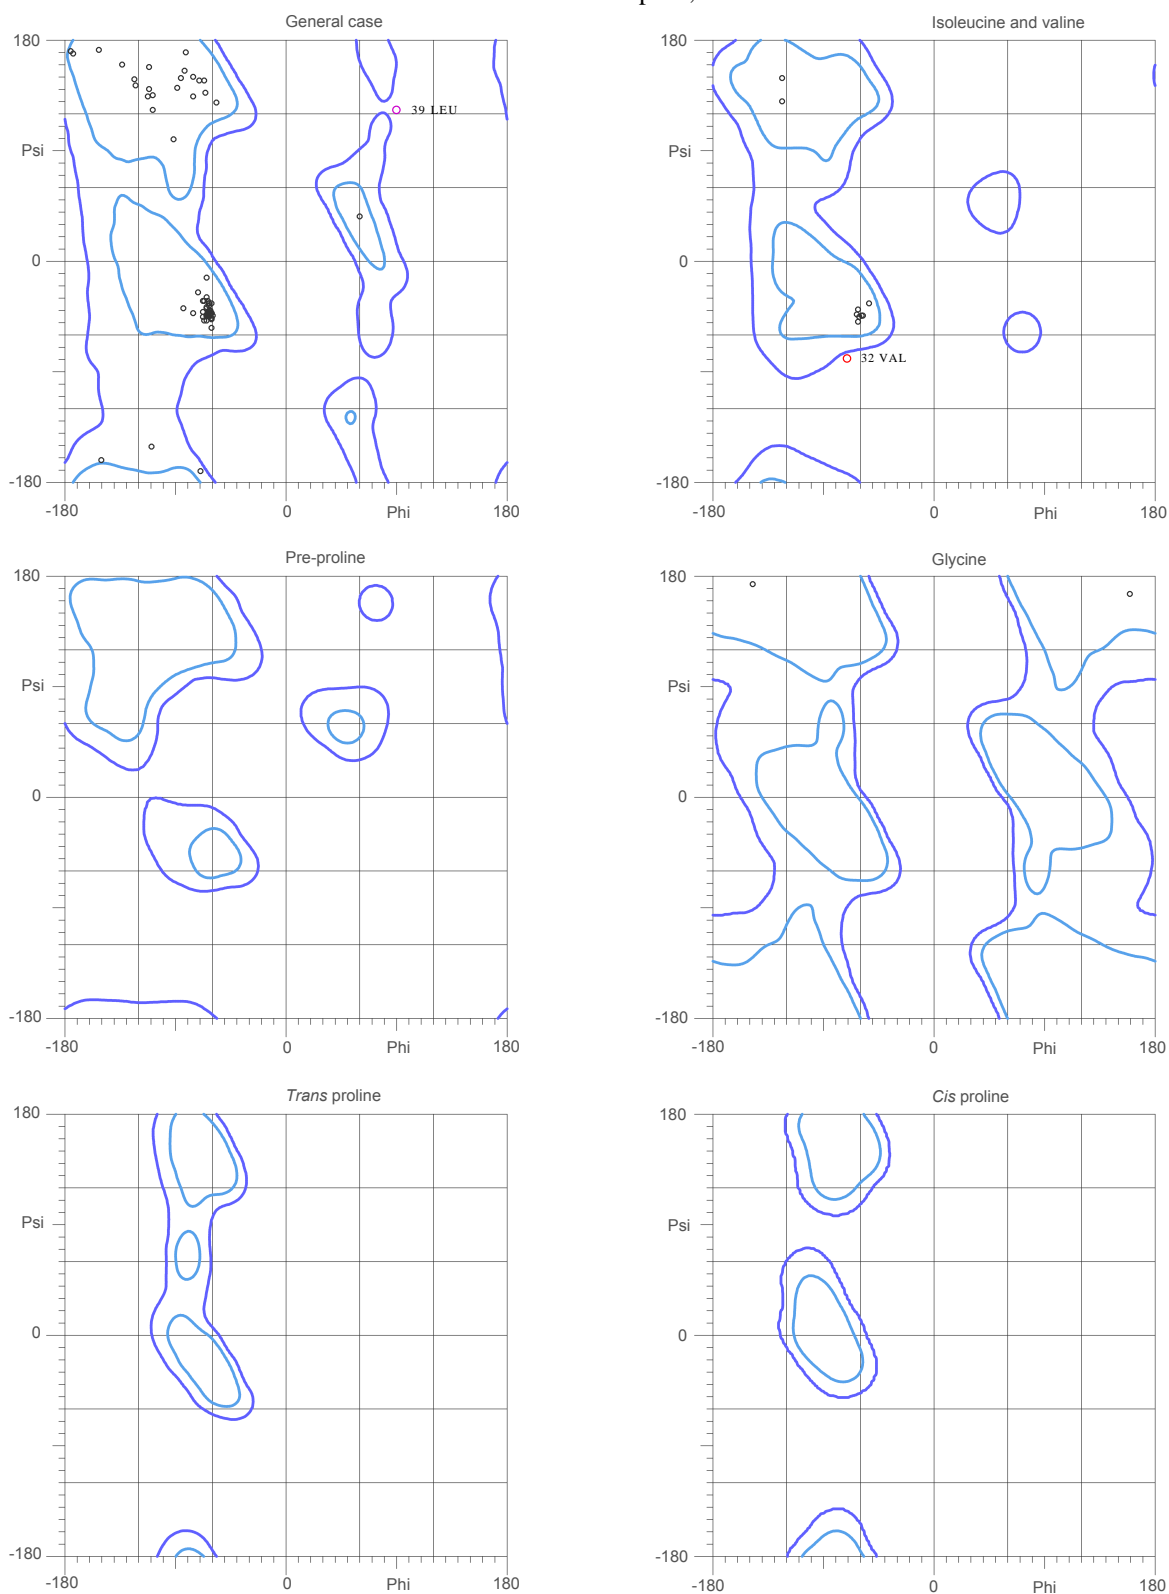 General case
180
39 LEU
Psi
0
-180
-180
0
Phi
180
Isoleucine and valine
180
Psi
0
32 VAL
-180
-180
0
Phi
180
Pre-proline
180
Psi
0
-180
-180
0
Phi
180
Glycine
180
Psi
0
-180
-180
0
Phi
180
Trans proline
180
Psi
0
-180
-180
0
Phi
180
Cis proline
180
Psi
0
-180
-180
0
Phi
180